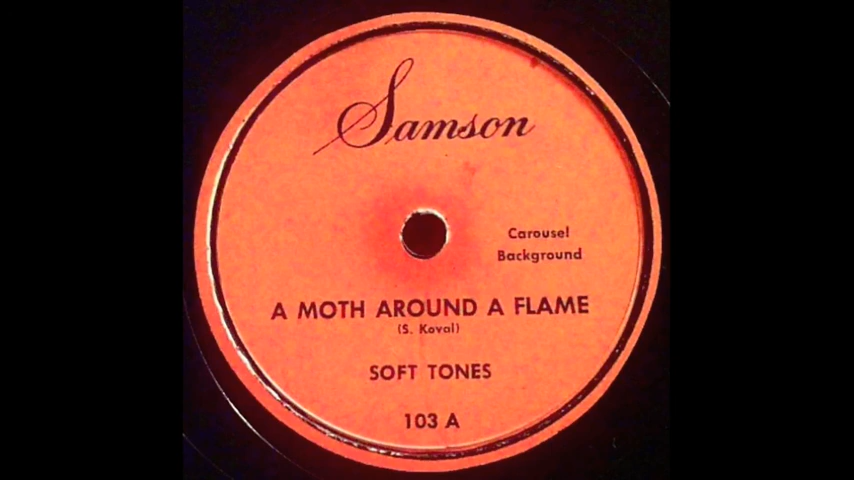 Samson
Carousel
Background
A MOTH AROUND A FLAME
(S. Koval)
SOFT TONES
103 A